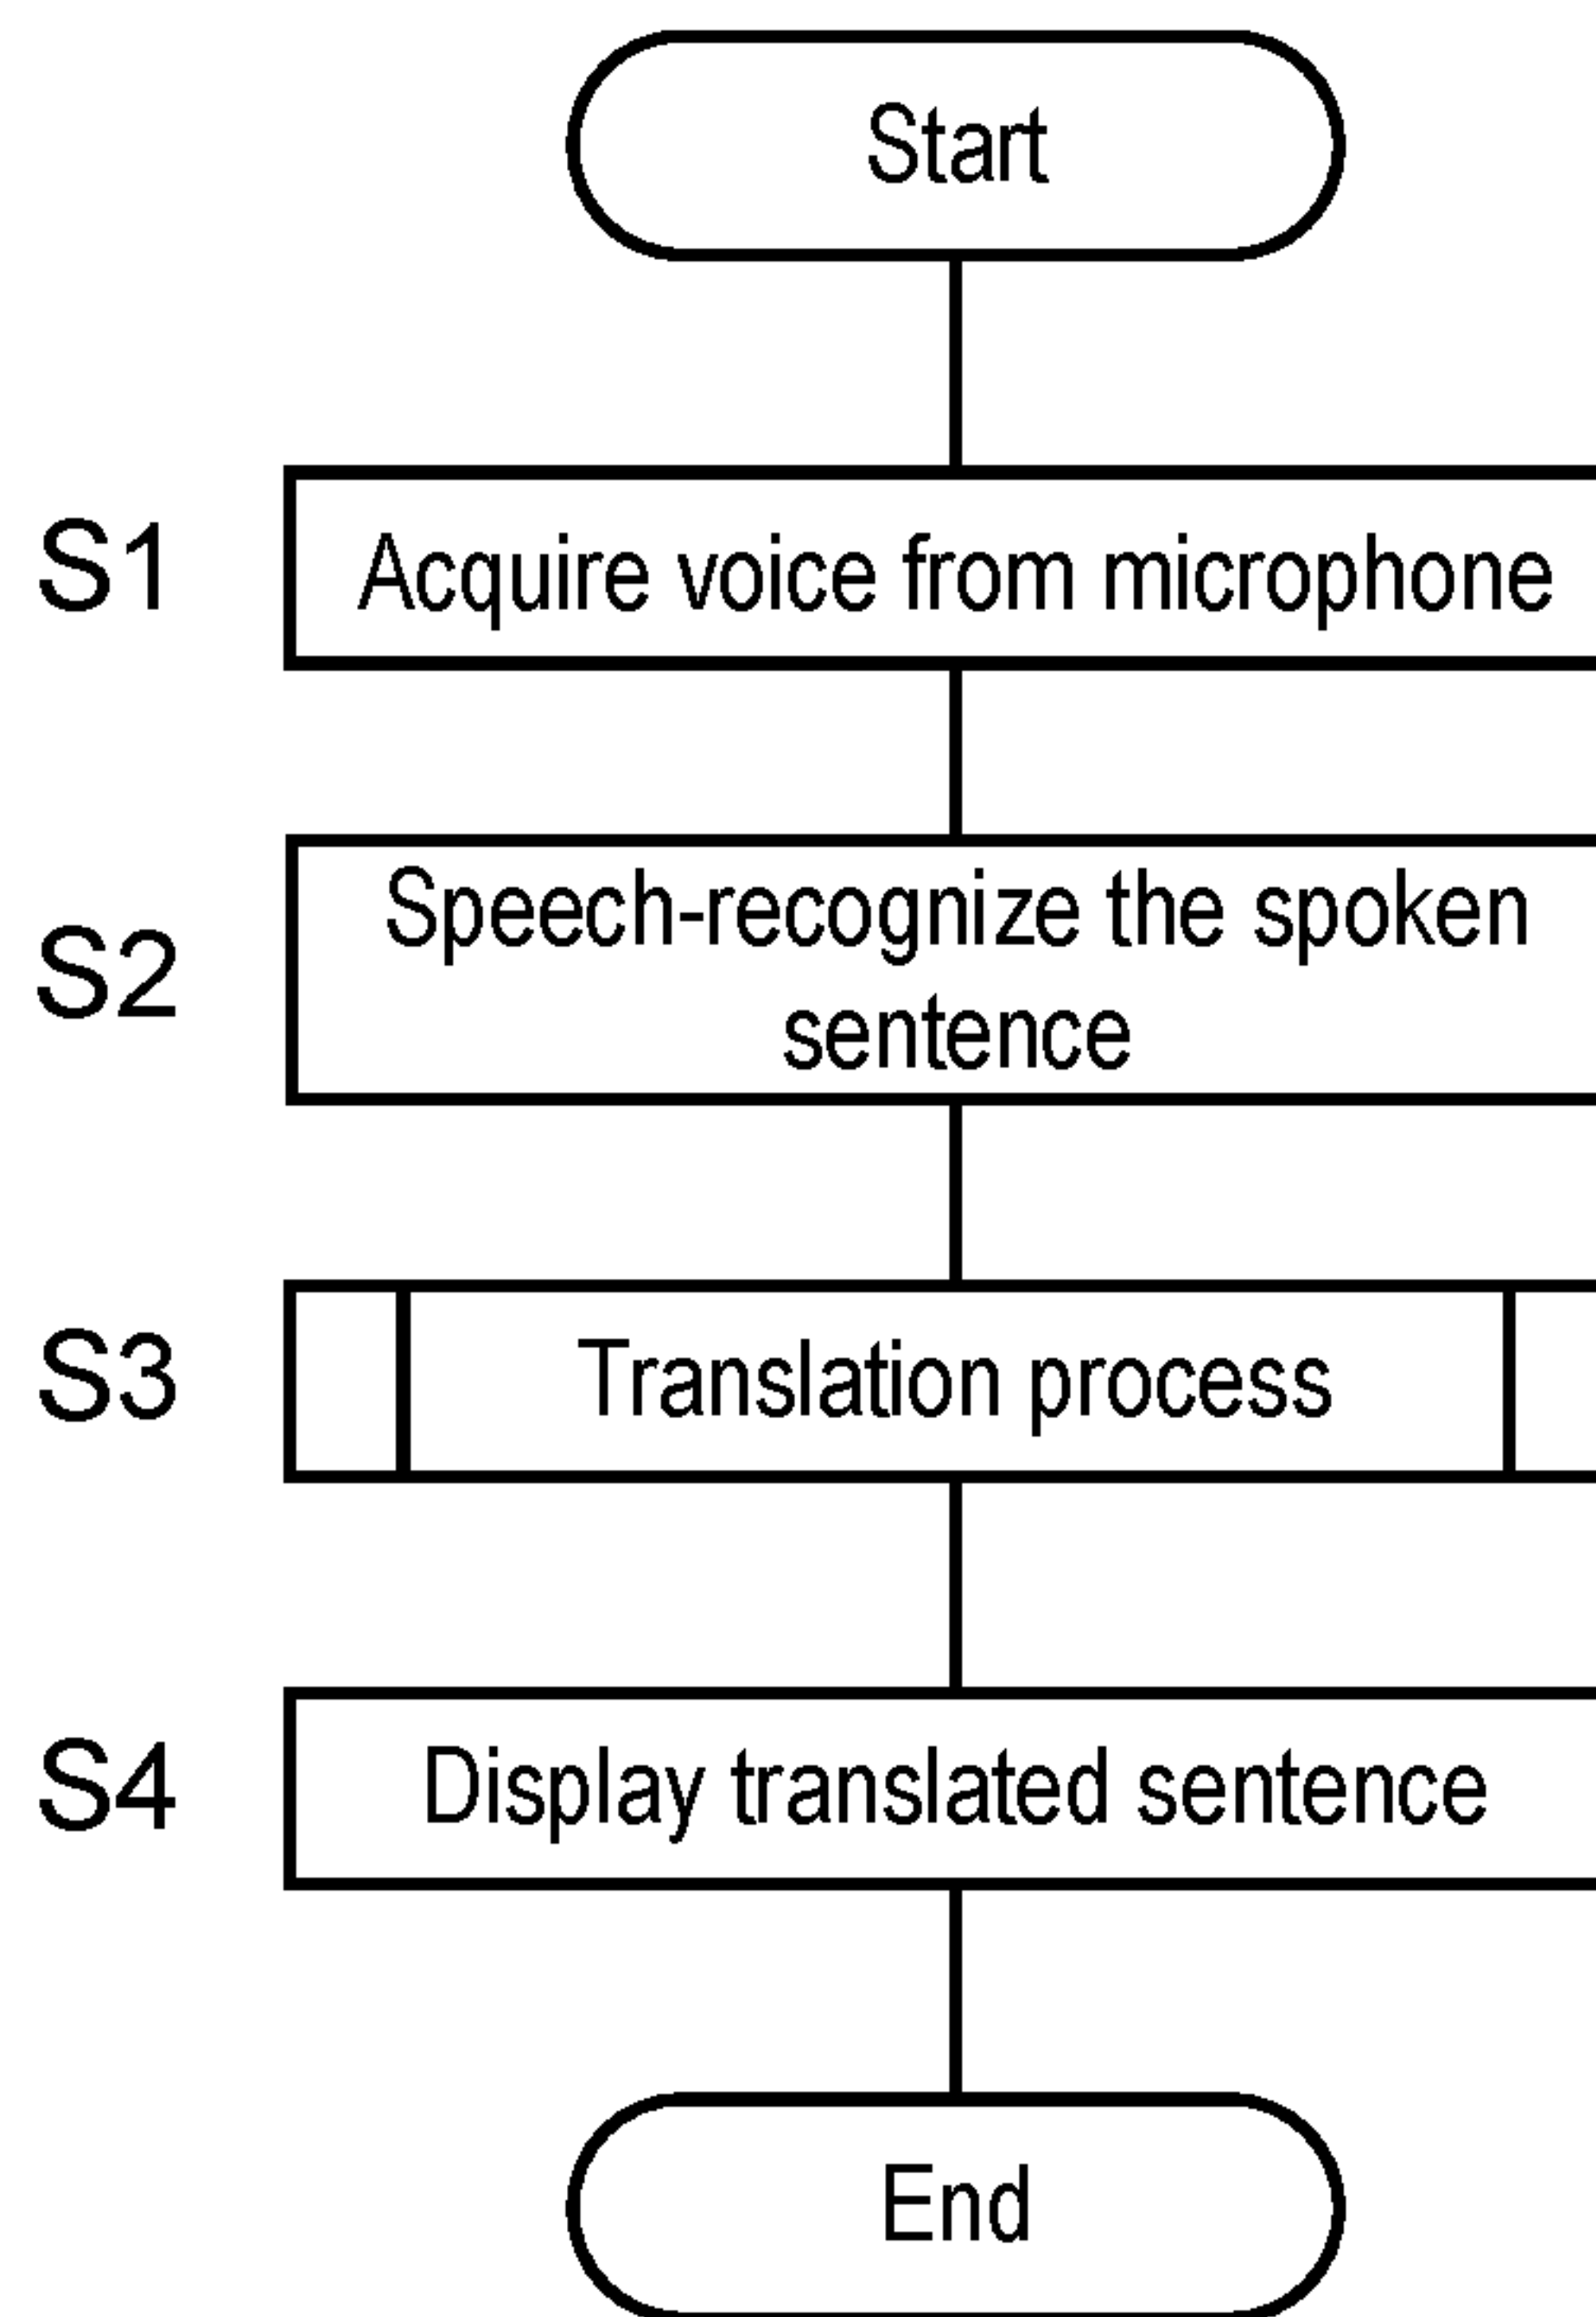 Start
S1 Acquire voice from microphone
S2 Speech-recognize the spoken
sentence
S3 Translation process
S4 Display translated sentence
End